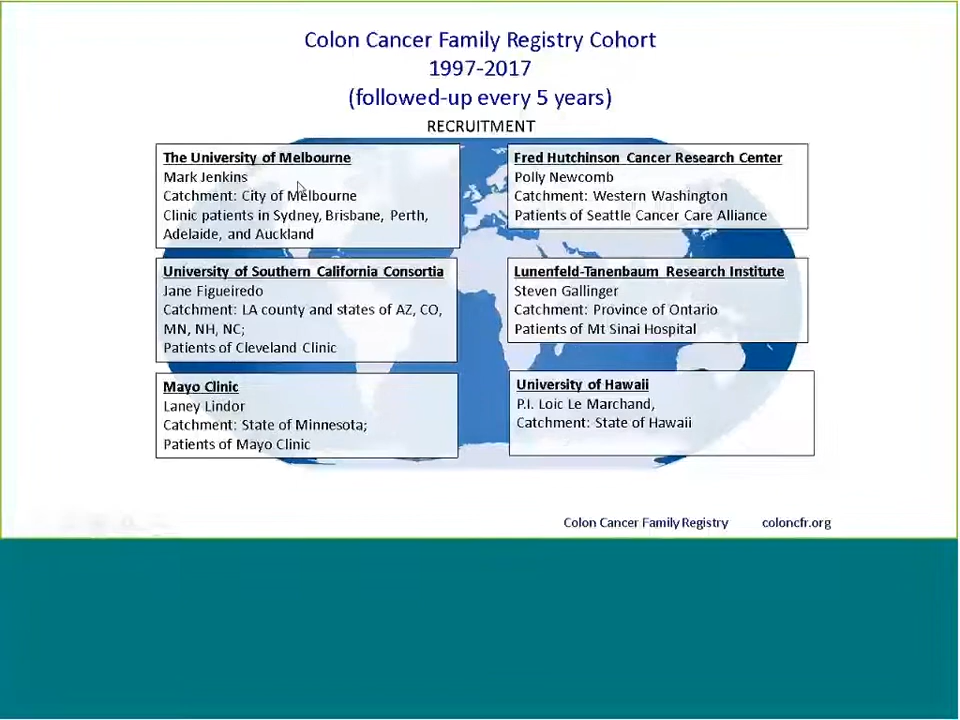 Colon Cancer Family Registry Cohort
1997-2017
(followed-up every 5 years)
RECRUITMENT
The University of Melbourne
Mark Jenkins
Catchment: City of Melbourne
Clinic patients in Sydney, Brisbane, Perth,
Adelaide, and Auckland
Fred Hutchinson Cancer Research Center
Polly Newcomb
Catchment: Western Washington
Patients of Seattle Cancer Care Alliance
University of Southern California Consortia
Jane Figueiredo
Catchment: LA county and states of AZ, CO,
MN, NH, NC;
Patients of Cleveland Clinic
Lunenfeld-Tanenbaum Research Institute
Steven Gallinger
Catchment: Province of Ontario
Patients of Mt Sinai Hospital
Mayo Clinic
Laney Lindor
Catchment: State of Minnesota;
Patients of Mayo Clinic
University of Hawaii
P.I. Loic Le Marchand,
Catchment: State of Hawaii
Colon Cancer Family Registry coloncfr.org